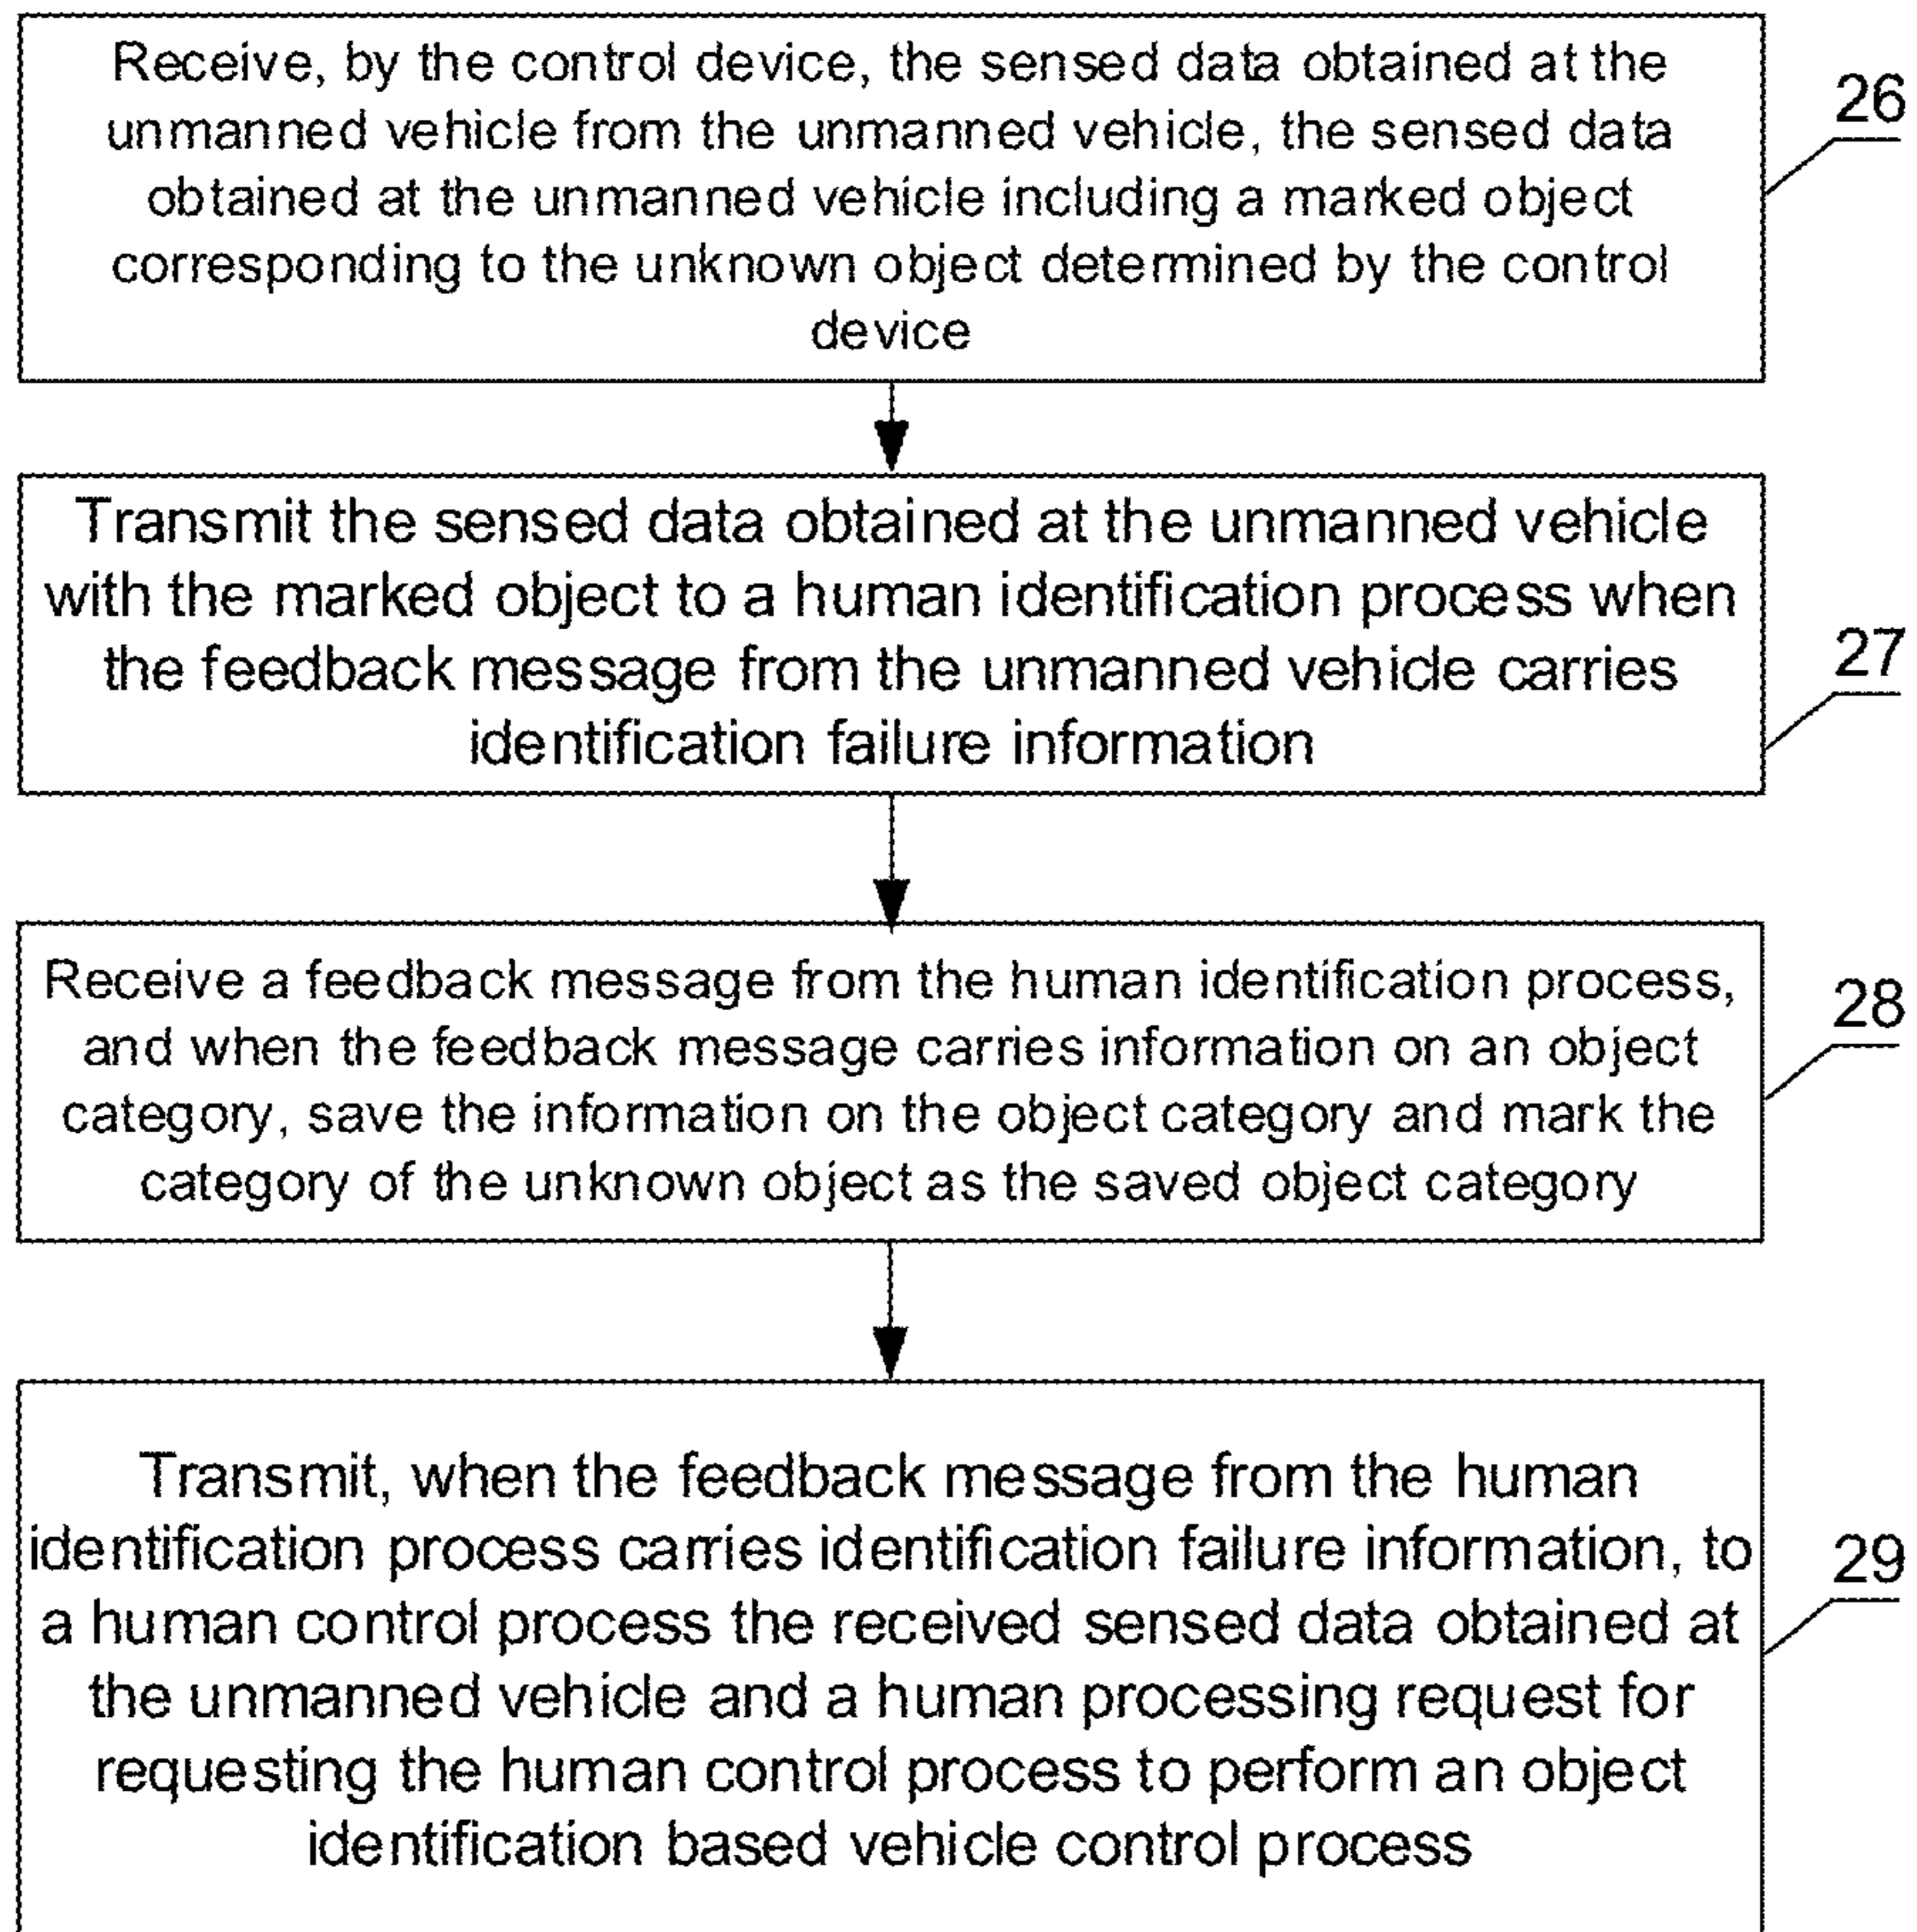 Receive, by the control device, the sensed data obtained at the
unmanned vehicle from the unmanned vehicle, the sensed data
obtained at the unmanned vehicle including a marked object
corresponding to the unknown object determined by the control
device
26
Transmit the sensed data obtained at the unmanned vehicle
with the marked object to a human identification process when
the feedback message from the unmanned vehicle carries
identification failure information
27
Receive a feedback message from the human identification process,
and when the feedback message carries information on an object
category, save the information on the object category and mark the
category of the unknown object as the saved object category
28
Transmit, when the feedback message from the human
identification process carries identification failure information, to
a human control process the received sensed data obtained at
the unmanned vehicle and a human processing request for
requesting the human control process to perform an object
identification based vehicle control process
29